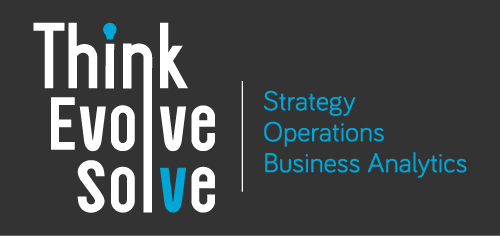 Think
Evolve
Solve
Strategy
Operations
Business Analytics